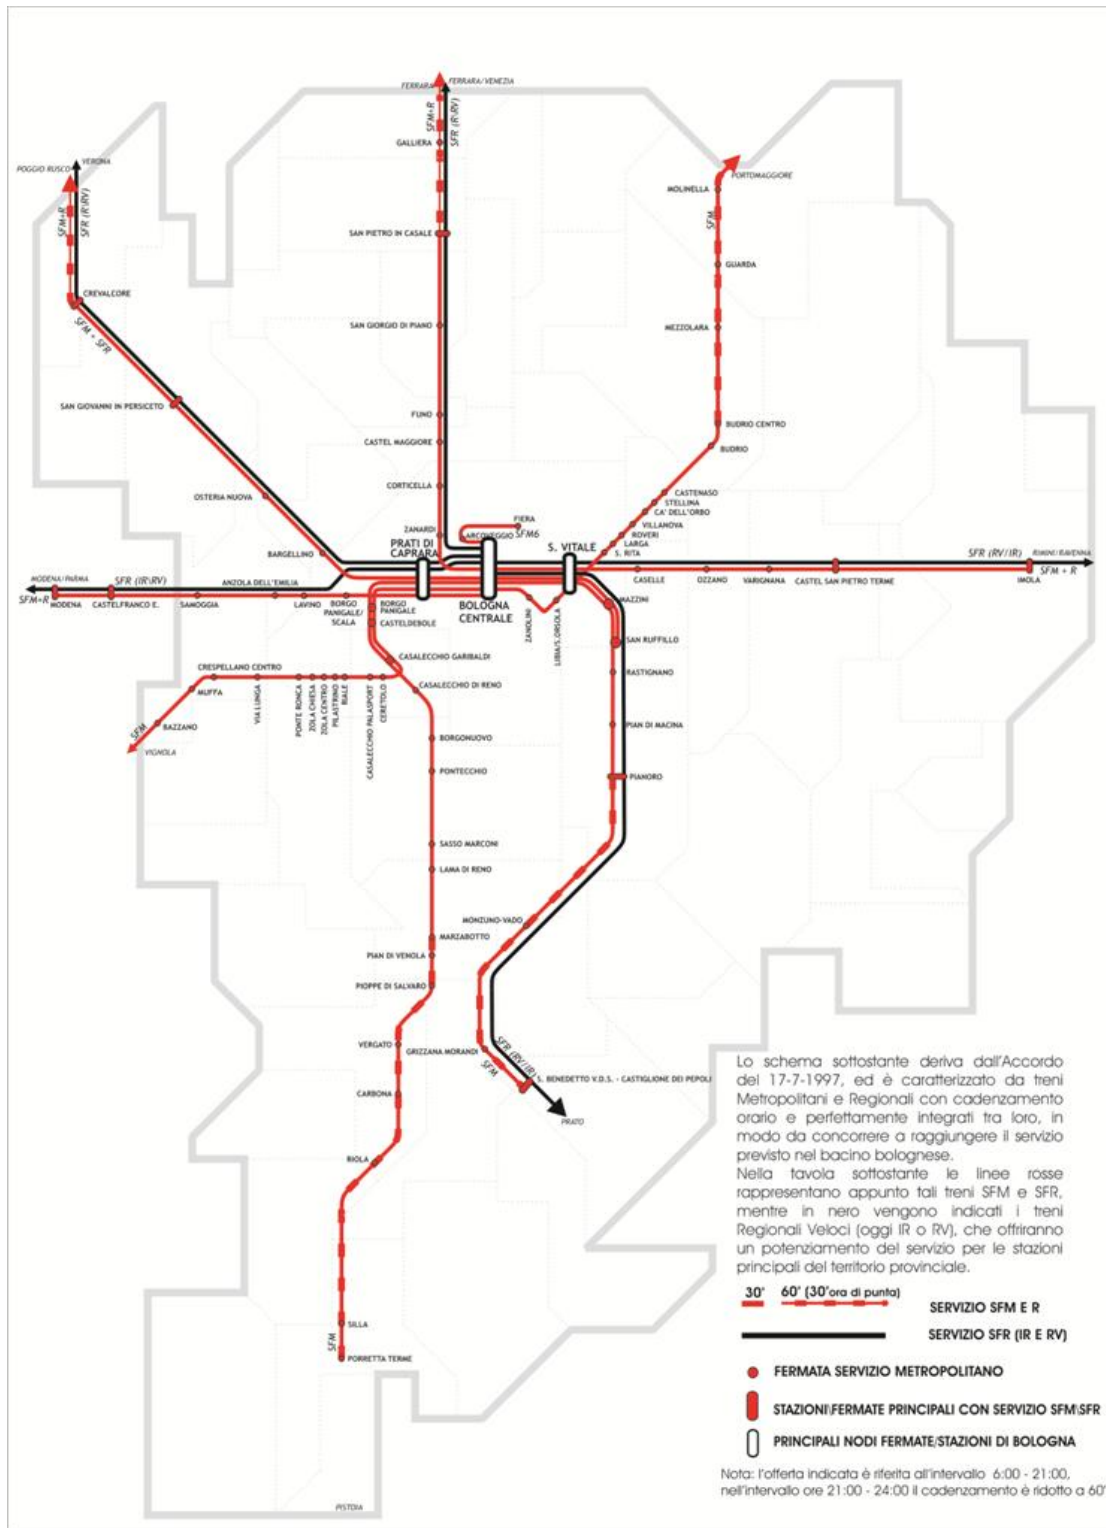 FERRARA
FERRARA/VENEZIA
SFM+R
SFR (R\RV)
GALLIERA
POGGIO RUSCO
VERONA
SFM+R
SFR (R\RV)
PORTOMAGGIORE
MOLINELLA
SFM
SAN PIETRO IN CASALE
GUARDA
CREVALCORE
SFM + SFR
SAN GIORGIO DI PIANO
MEZZOLARA
SAN GIOVANNI IN PERSICETO
FUNO
BUDRIO CENTRO
CASTEL MAGGIORE
BUDRIO
CORTICELLA
OSTERIA NUOVA
CASTENASO
STELLINA
CA' DELL'ORBO
FIERA
SFM6
VILLANOVA
ZANARDI
ARCOVEGGIO
ROVERI
PRATI DI
CAPRARA
S. VITALE
LARGA
S. RITA
BARGELLINO
SFR (RV/IR)
RIMINI/RAVENNA
MODENA/PARMA
SFR (IR\RV)
ANZOLA DELL'EMILIA
CASELLE
OZZANO
VARIGNANA
CASTEL SAN PIETRO TERME
SFM + R
IMOLA
SFM+R
MODENA
CASTELFRANCO E.
SAMOGGIA
LAVINO
BORGO
PANIGALE/
SCALA
BORGO
PANIGALE
CASTELDEBOLE
BOLOGNA
CENTRALE
ZANOLINI
LIBIA/S.ORSOLA
MAZZINI
SAN RUFFILLO
CASALECCHIO GARIBALDI
CRESPELLANO CENTRO
RASTIGNANO
MUFFA
VIA LUNGA
PONTE RONCA
ZOLA CHIESA
ZOLA CENTRO
PILASTRINO
RIALE
CASALECCHIO PALASPORT
CERETOLO
CASALECCHIO DI RENO
BAZZANO
SFM
VIGNOLA
PIAN DI MACINA
BORGONUOVO
PONTECCHIO
PIANORO
SASSO MARCONI
LAMA DI RENO
MONZUNO-VADO
MARZABOTTO
PIAN DI VENOLA
PIOPPE DI SALVARO
VERGATO
GRIZZANA MORANDI
SFR (RV/IR)
SFM
S. BENEDETTO V.D.S. - CASTIGLIONE DEI PEPOLI
CARBONA
PRATO
RIOLA
SILLA
SFM
PORRETTA TERME
PISTOIA
Lo schema sottostante deriva dall'Accordo
del 17-7-1997, ed è caratterizzato da treni
Metropolitani e Regionali con cadenzamento
orario e perfettamente integrati tra loro, in
modo da concorrere a raggiungere il servizio
previsto nel bacino bolognese.
Nella tavola sottostante le linee rosse
rappresentano appunto tali treni SFM e SFR,
mentre in nero vengono indicati i treni
Regionali Veloci (oggi IR o RV), che offriranno
un potenziamento del servizio per le stazioni
principali del territorio provinciale.
30' 60' (30'ora di punta)
SERVIZIO SFM E R
SERVIZIO SFR (IR E RV)
FERMATA SERVIZIO METROPOLITANO
STAZIONI\FERMATE PRINCIPALI CON SERVIZIO SFM\SFR
PRINCIPALI NODI FERMATE/STAZIONI DI BOLOGNA
Nota: l'offerta indicata è riferita all'intervallo 6:00 - 21:00,
nell'intervallo ore 21:00 - 24:00 il cadenzamento è ridotto a 60'